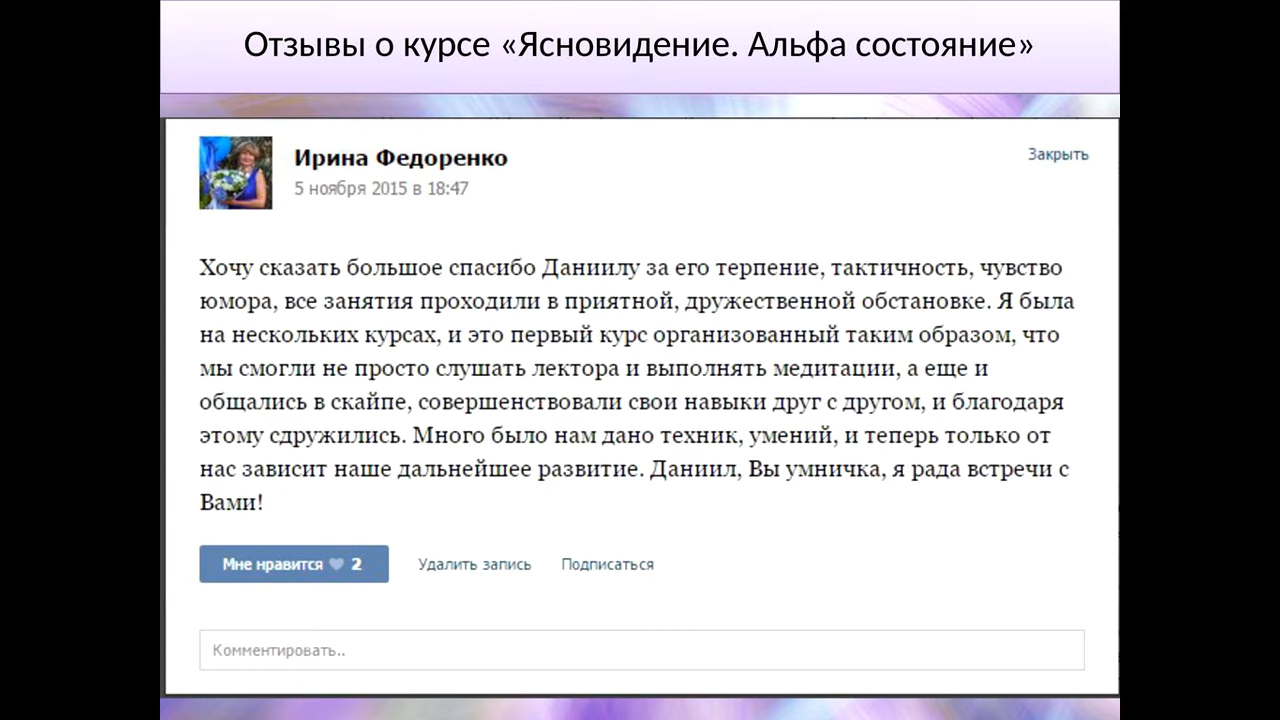 Отзывы о курсе «Ясновидение. Альфа состояние»
Ирина Федоренко
Закрыть
5 ноября 2015 в 18:47
Хочу сказать большое спасибо Даниилу за его терпение, тактичность, чувство
юмора, все занятия проходили в приятной, дружественной обстановке. Я была
на нескольких курсах, и это первый курс организованный таким образом, что
мы смогли не просто слушать лектора и выполнять медитации, а еще и
общались в скайпе, совершенствовали свои навыки друг с другом, и благодаря
этому сдружились. Много было нам дано техник, умений, и теперь только от
нас зависит наше дальнейшее развитие. Даниил, Вы умничка, я рада встречи с
Вами!
Мне нравится 2 Удалить запись Подписаться
Комментировать..